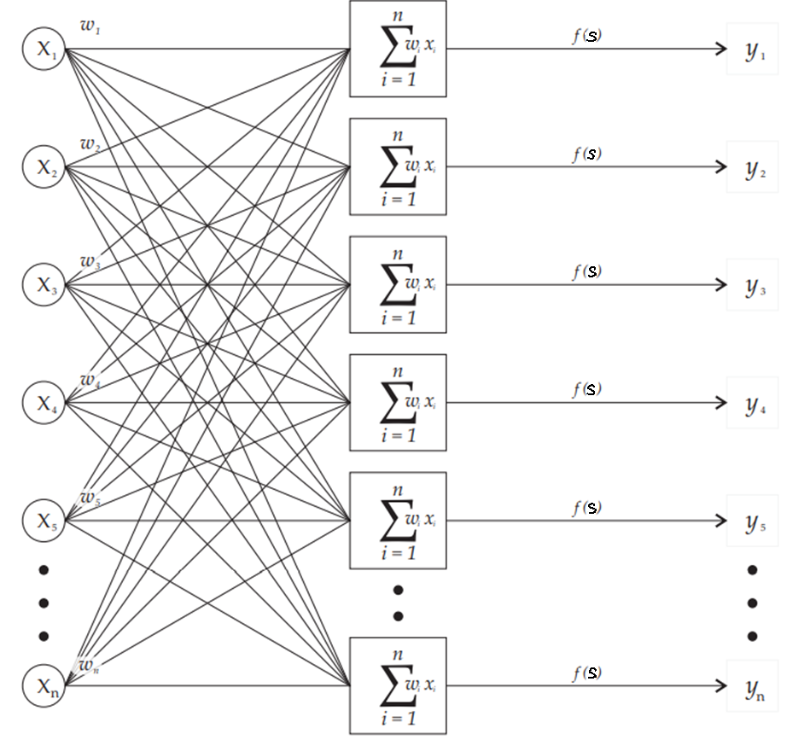 w₁
X₁
n
∑ wᵢ xᵢ
i = 1
f(s)
y₁
w₂
X₂
n
∑ wᵢ xᵢ
i = 1
f(s)
y₂
w₃
X₃
n
∑ wᵢ xᵢ
i = 1
f(s)
y₃
w₄
X₄
n
∑ wᵢ xᵢ
i = 1
f(s)
y₄
w₅
X₅
n
∑ wᵢ xᵢ
i = 1
f(s)
y₅
wₙ
Xₙ
n
∑ wᵢ xᵢ
i = 1
f(s)
yₙ